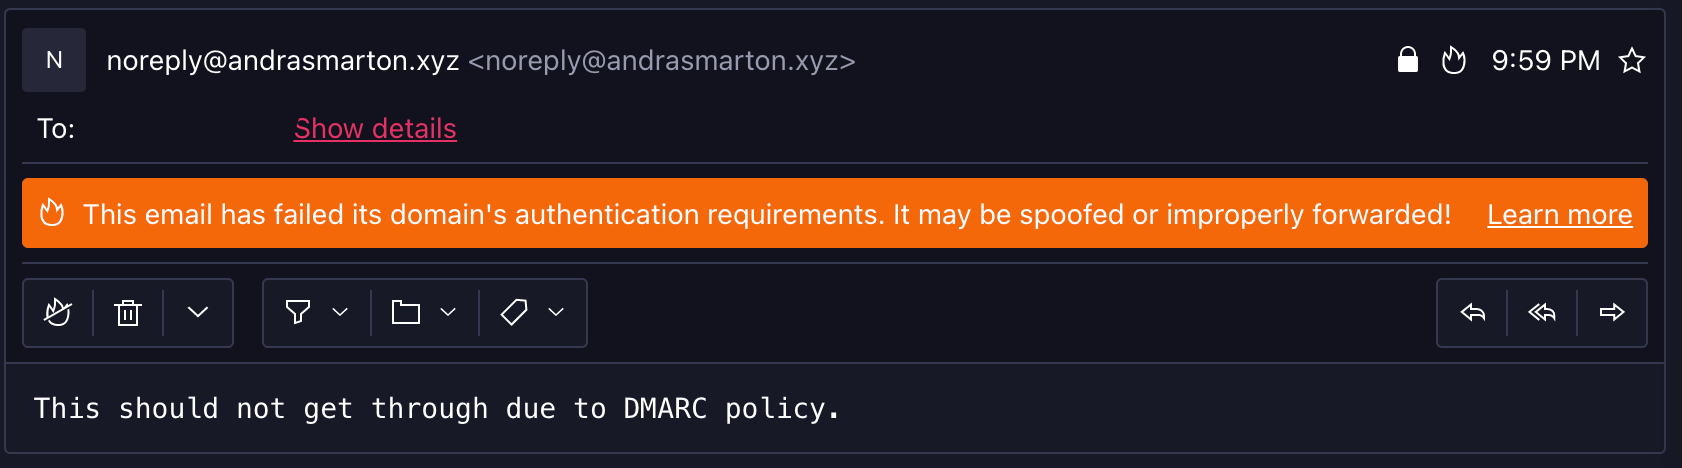 N
noreply@andrasmarton.xyz <noreply@andrasmarton.xyz>
9:59 PM
To: Show details
This email has failed its domain's authentication requirements. It may be spoofed or improperly forwarded! Learn more
This should not get through due to DMARC policy.